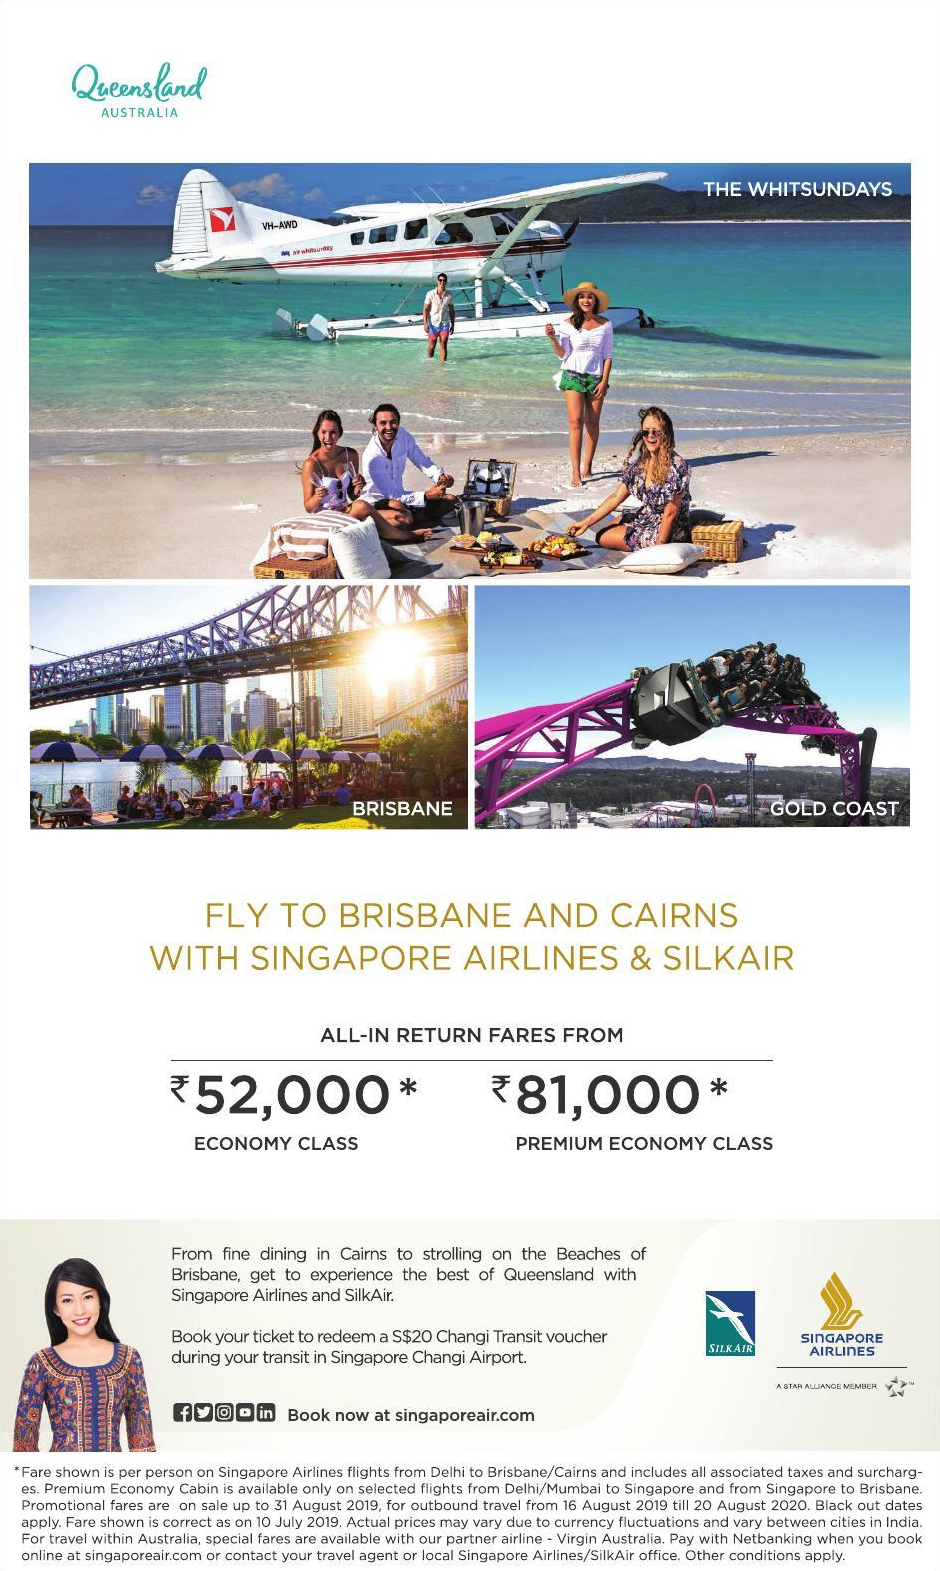 Queensland
AUSTRALIA
THE WHITSUNDAYS
VH-AWD
air whitsunday
BRISBANE
GOLD COAST
FLY TO BRISBANE AND CAIRNS
WITH SINGAPORE AIRLINES & SILKAIR
ALL-IN RETURN FARES FROM
₹52,000* ₹81,000*
ECONOMY CLASS PREMIUM ECONOMY CLASS
From fine dining in Cairns to strolling on the Beaches of
Brisbane, get to experience the best of Queensland with
Singapore Airlines and SilkAir.
Book your ticket to redeem a S$20 Changi Transit voucher
during your transit in Singapore Changi Airport.
Book now at singaporeair.com
SILKAIR
SINGAPORE
AIRLINES
A STAR ALLIANCE MEMBER ™
*Fare shown is per person on Singapore Airlines flights from Delhi to Brisbane/Cairns and includes all associated taxes and surcharg-
es. Premium Economy Cabin is available only on selected flights from Delhi/Mumbai to Singapore and from Singapore to Brisbane.
Promotional fares are on sale up to 31 August 2019, for outbound travel from 16 August 2019 till 20 August 2020. Black out dates
apply. Fare shown is correct as on 10 July 2019. Actual prices may vary due to currency fluctuations and vary between cities in India.
For travel within Australia, special fares are available with our partner airline - Virgin Australia. Pay with Netbanking when you book
online at singaporeair.com or contact your travel agent or local Singapore Airlines/SilkAir office. Other conditions apply.